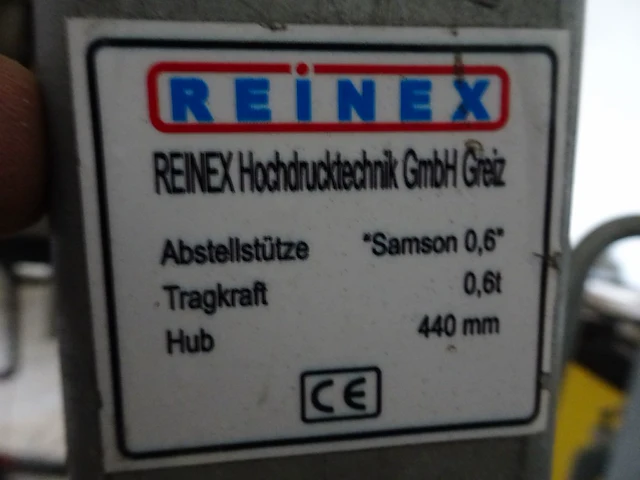 REiNEX
REINEX Hochdrucktechnik GmbH Greiz
Abstellstütze "Samson 0,6"
Tragkraft 0,6t
Hub 440 mm
CE